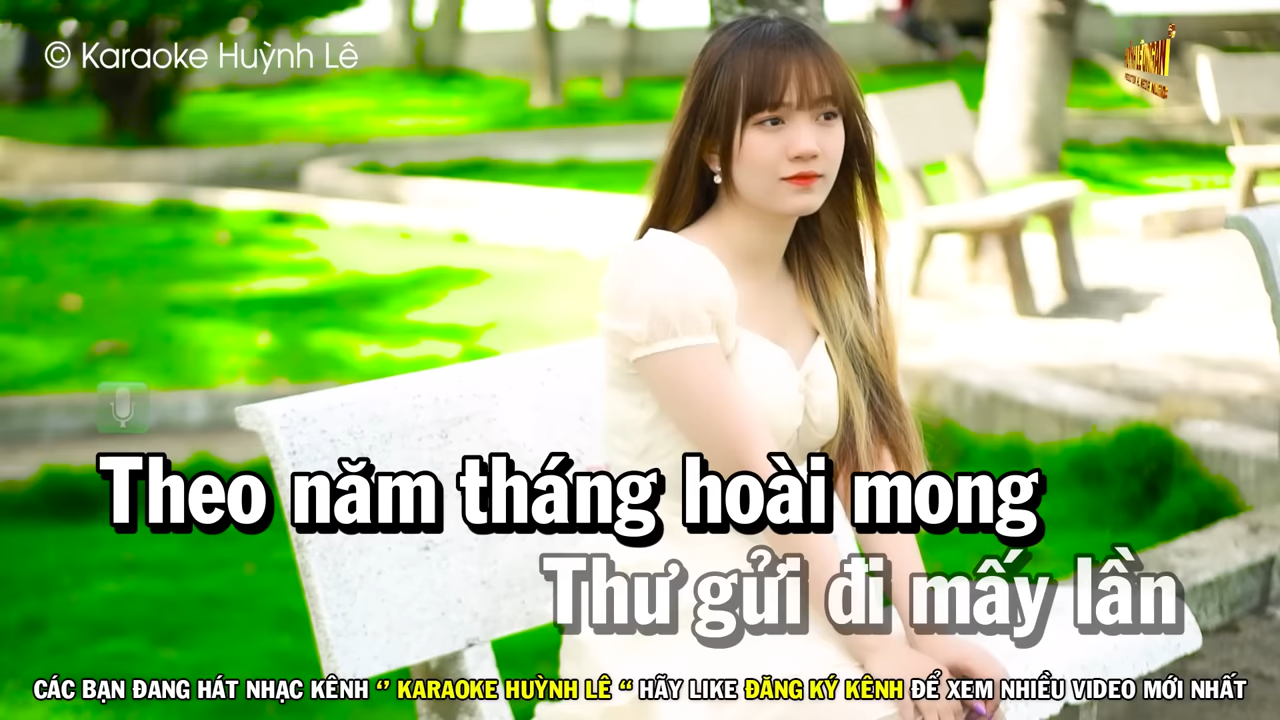 © Karaoke Huỳnh Lê
Theo năm tháng hoài mong
Thư gửi đi mấy lần
CÁC BẠN ĐANG HÁT NHẠC KÊNH ‘’ KARAOKE HUỲNH LÊ “ HÃY LIKE ĐĂNG KÝ KÊNH ĐỂ XEM NHIỀU VIDEO MỚI NHẤT